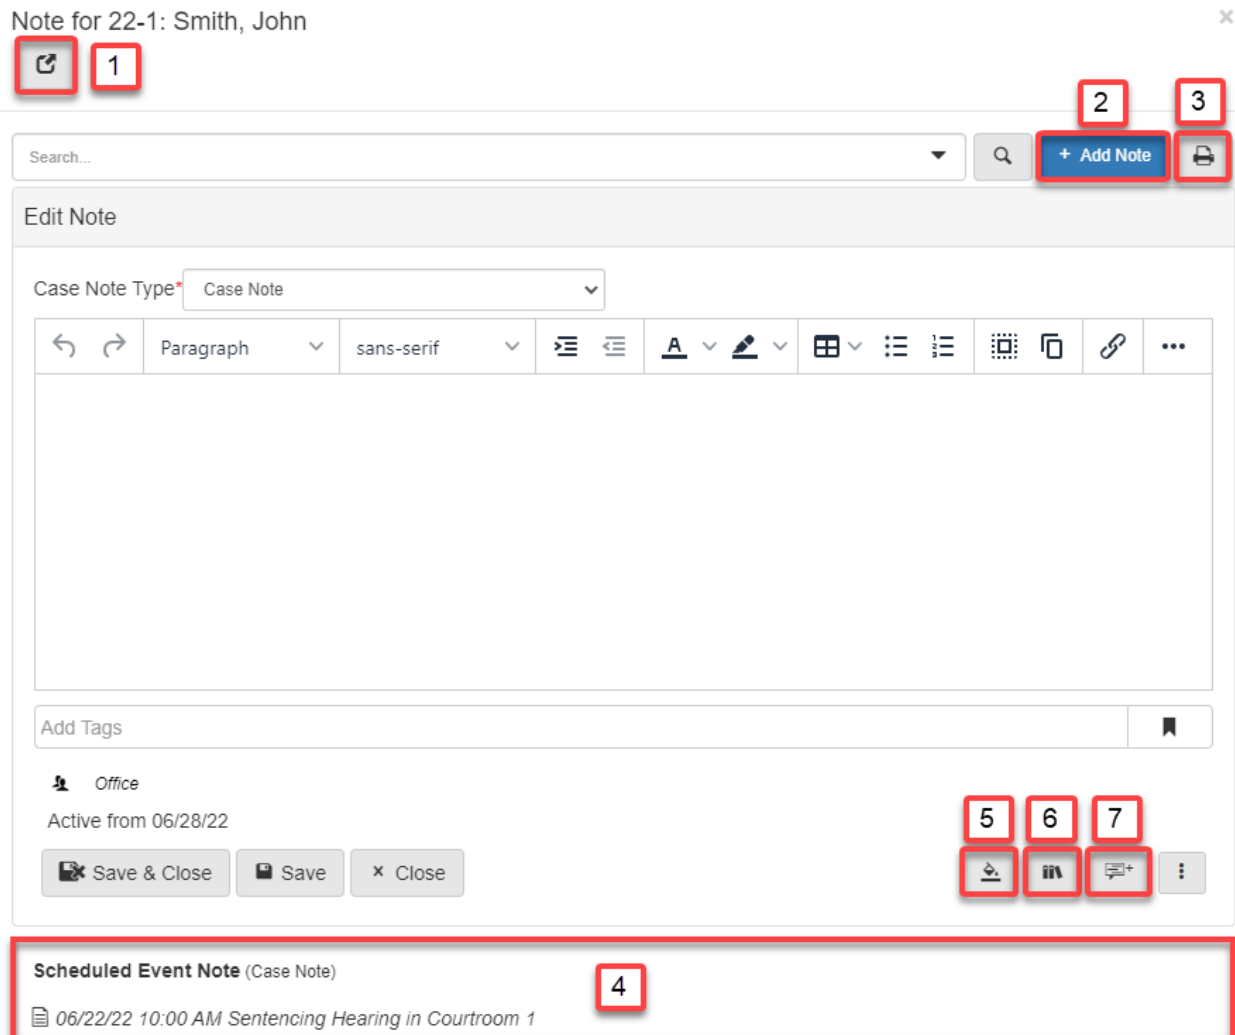 Note for 22-1: Smith, John
×
1
2
3
Search...
+ Add Note
Edit Note
Case Note Type* Case Note
Paragraph sans-serif A
Add Tags
Office
Active from 06/28/22
5 6 7
Save & Close Save × Close
Scheduled Event Note (Case Note)
4
06/22/22 10:00 AM Sentencing Hearing in Courtroom 1